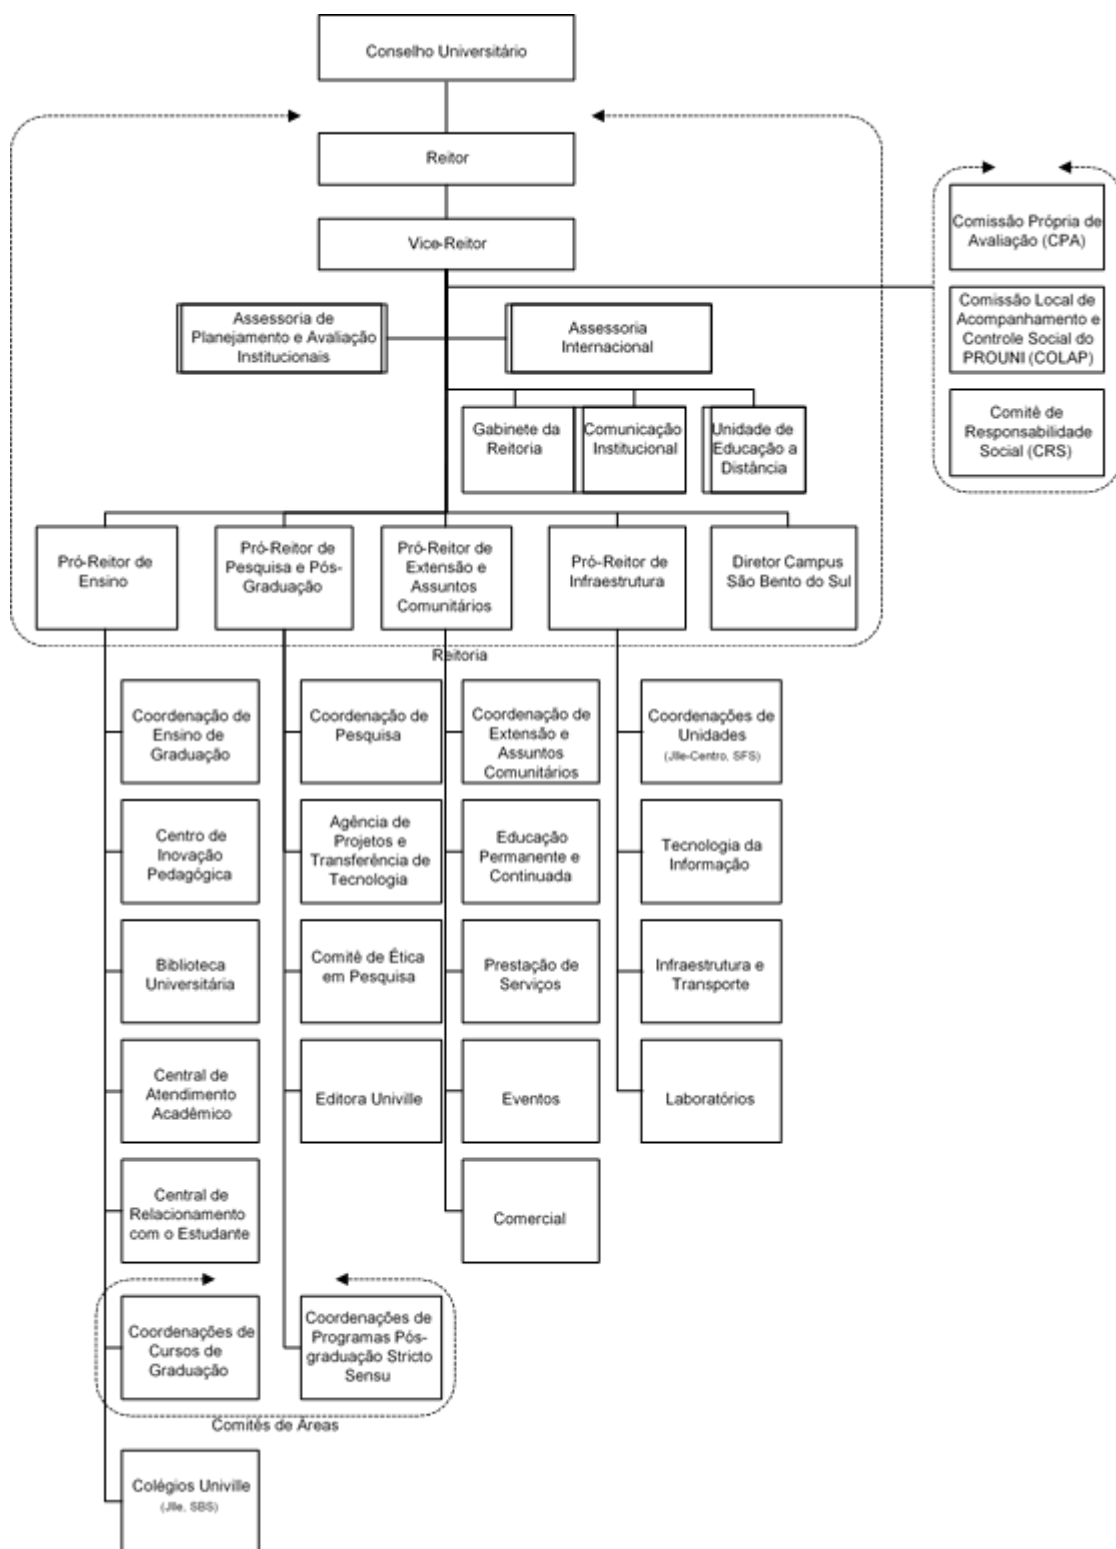 Conselho Universitário
Reitor
Vice-Reitor
Comissão Própria de
Avaliação (CPA)
Comissão Local de
Acompanhamento e
Controle Social do
PROUNI (COLAP)
Comitê de
Responsabilidade
Social (CRS)
Assessoria de
Planejamento e Avaliação
Institucionais
Assessoria
Internacional
Gabinete da
Reitoria
Comunicação
Institucional
Unidade de
Educação a
Distância
Pró-Reitor de
Ensino
Pró-Reitor de
Pesquisa e Pós-
Graduação
Pró-Reitor de
Extensão e
Assuntos
Comunitários
Pró-Reitor de
Infraestrutura
Diretor Campus
São Bento do Sul
Reitoria
Coordenação de
Ensino de
Graduação
Coordenação de
Pesquisa
Coordenação de
Extensão e
Assuntos
Comunitários
Coordenações de
Unidades
(Jlle-Centro, SFS)
Centro de
Inovação
Pedagógica
Agência de
Projetos e
Transferência de
Tecnologia
Educação
Permanente e
Continuada
Tecnologia da
Informação
Biblioteca
Universitária
Comitê de Ética
em Pesquisa
Prestação de
Serviços
Infraestrutura e
Transporte
Central de
Atendimento
Acadêmico
Editora Univille
Eventos
Laboratórios
Central de
Relacionamento
com o Estudante
Comercial
Coordenações de
Cursos de
Graduação
Coordenações de
Programas Pós-
graduação Stricto
Sensu
Comitês de Áreas
Colégios Univille
(Jlle, SBS)